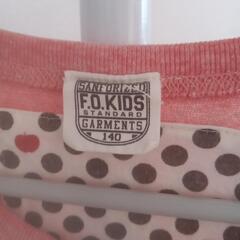 SANFORIZED
F.O.KIDS
STANDARD
GARMENTS
140